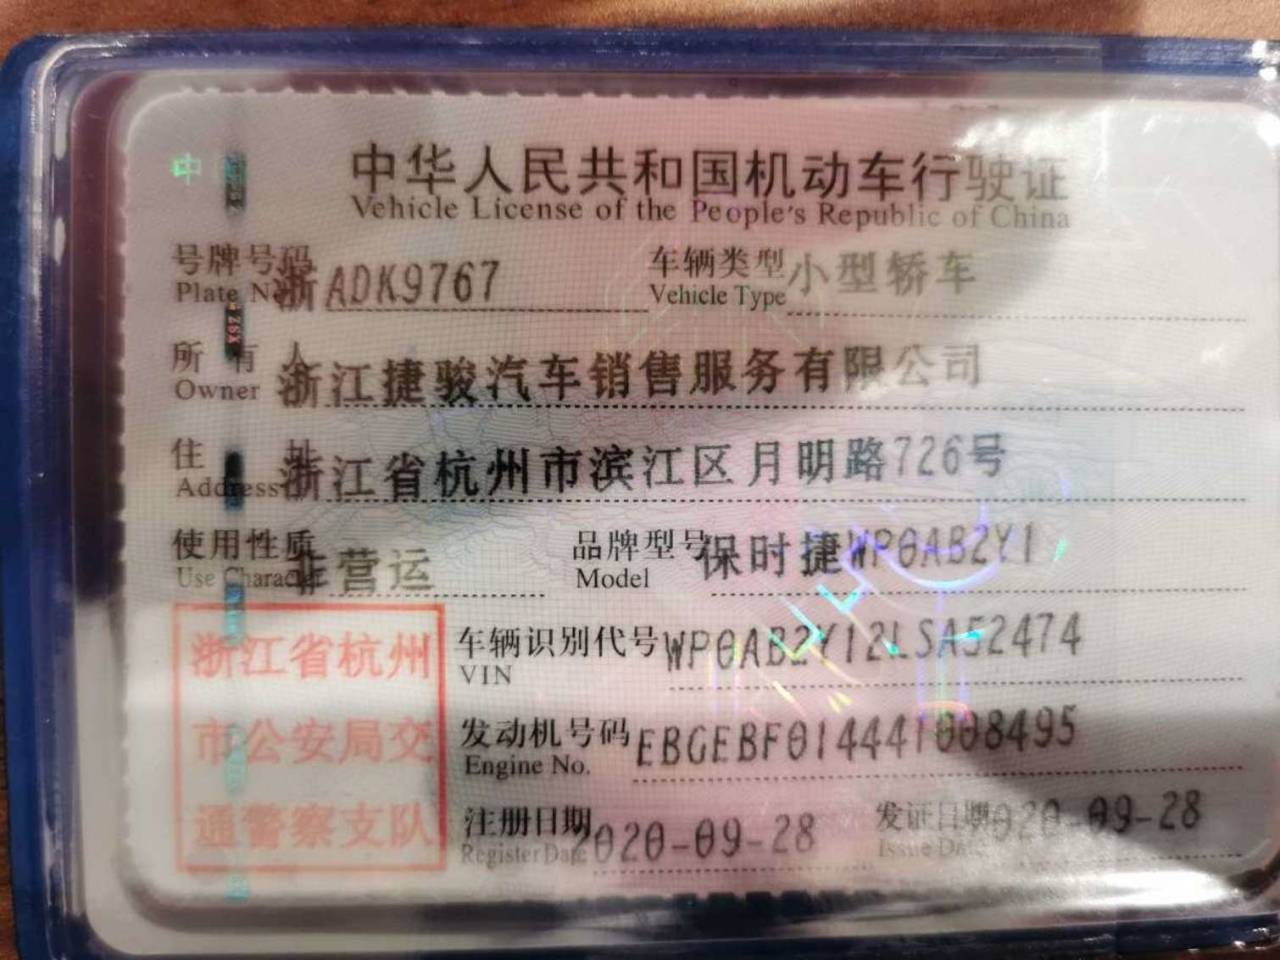 中华人民共和国机动车行驶证
Vehicle License of the People's Republic of China
号牌号码 浙ADK9767 车辆类型 小型轿车
Plate No. Vehicle Type
所有人 浙江捷骏汽车销售服务有限公司
Owner
住址 浙江省杭州市滨江区月明路726号
Address
使用性质 非营运 品牌型号 保时捷WP0AB2Y1
Use Character Model
浙江省杭州
市公安局交
通警察支队
车辆识别代号 WP0AB2Y12LSA52474
VIN
发动机号码
Engine No.
注册日期 2020-09-28 发证日期 2020-09-28
Register Date Issue Date
中